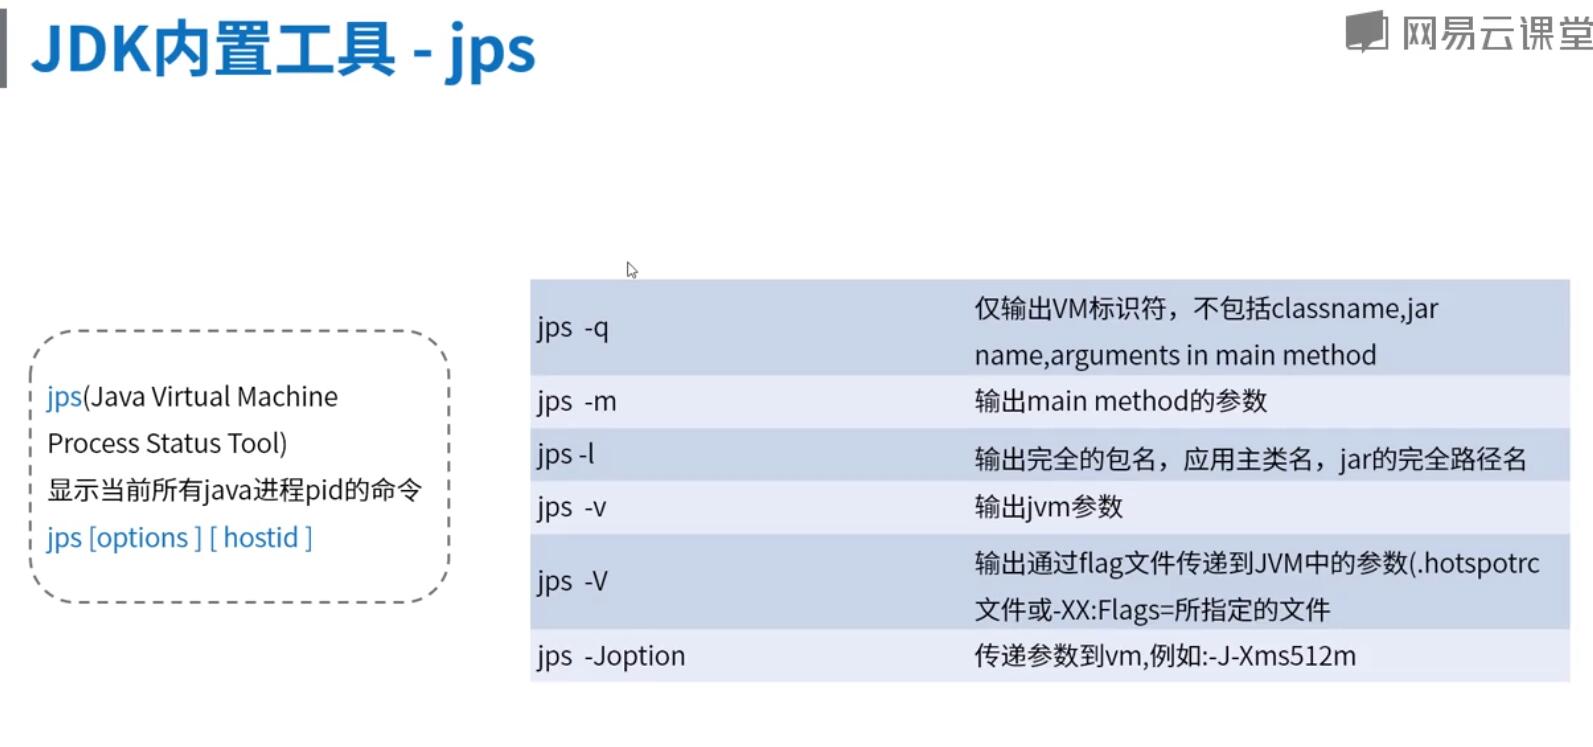 JDK内置工具 - jps
网易云课堂
jps(Java Virtual Machine
Process Status Tool)
显示当前所有java进程pid的命令
jps [options ] [ hostid ]
jps -q
仅输出VM标识符，不包括classname,jar
name,arguments in main method
jps -m
输出main method的参数
jps -l
输出完全的包名，应用主类名，jar的完全路径名
jps -v
输出jvm参数
jps -V
输出通过flag文件传递到JVM中的参数(.hotspotrc
文件或-XX:Flags=所指定的文件
jps -Joption
传递参数到vm,例如:-J-Xms512m